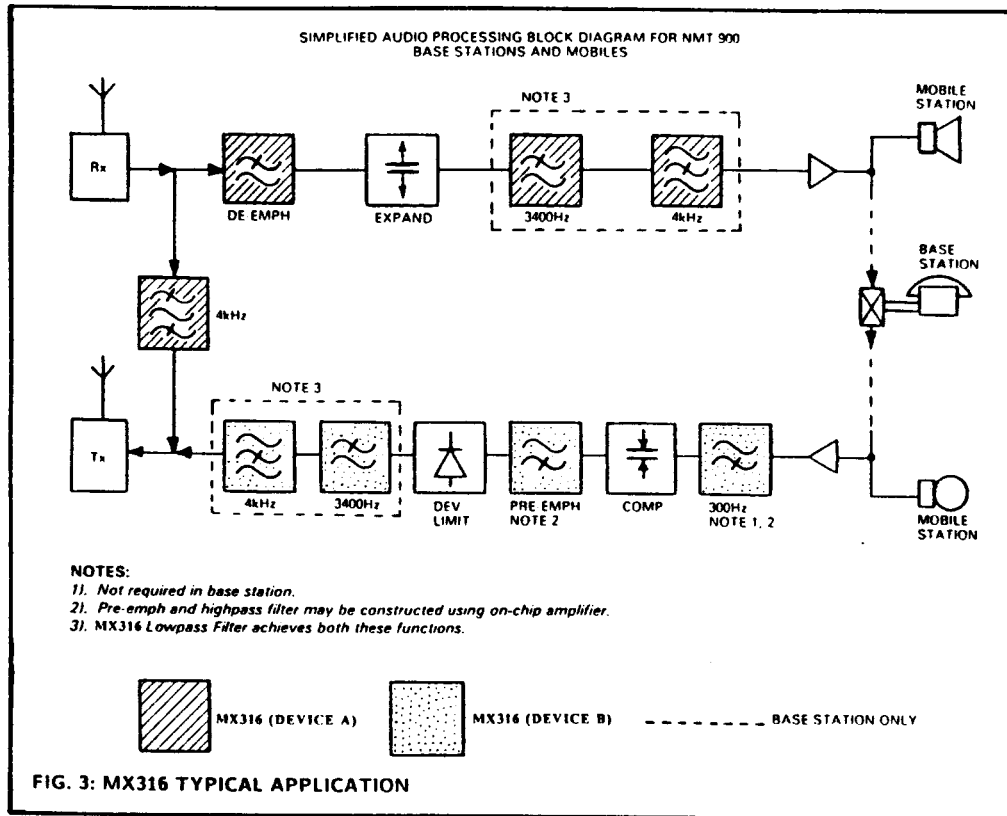 SIMPLIFIED AUDIO PROCESSING BLOCK DIAGRAM FOR NMT 900
BASE STATIONS AND MOBILES
NOTE 3
MOBILE
STATION
Rx
DE EMPH
EXPAND
3400Hz
4kHz
BASE
STATION
4kHz
NOTE 3
Tx
4kHz
3400Hz
DEV
LIMIT
PRE EMPH
NOTE 2
COMP
300Hz
NOTE 1, 2
MOBILE
STATION
NOTES:
1). Not required in base station.
2). Pre-emph and highpass filter may be constructed using on-chip amplifier.
3). MX316 Lowpass Filter achieves both these functions.
MX316 (DEVICE A)
MX316 (DEVICE B)
BASE STATION ONLY
FIG. 3: MX316 TYPICAL APPLICATION